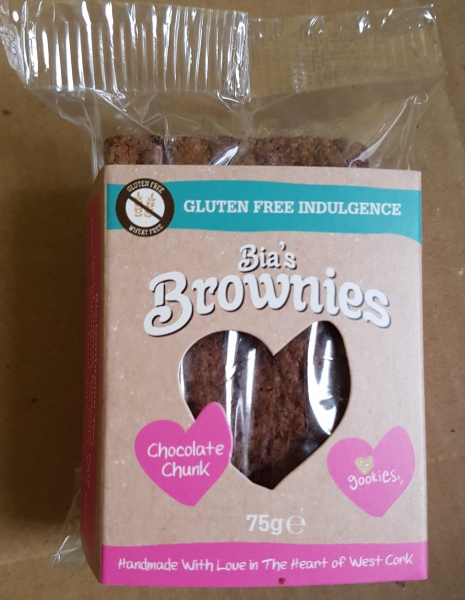 GLUTEN FREE
WHEAT FREE
GLUTEN FREE INDULGENCE
Bia's
Brownies
Chocolate
Chunk
gookies,
75g℮
Handmade With Love in The Heart of West Cork